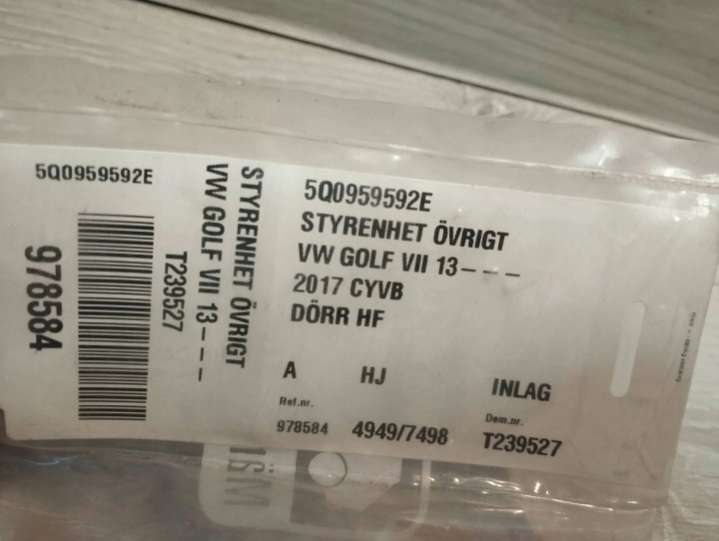 5Q0959592E
978584
STYRENHET ÖVRIGT
VW GOLF VII 13- - -
T239527
5Q0959592E
STYRENHET ÖVRIGT
VW GOLF VII 13- - -
2017 CYVB
DÖRR HF
A HJ INLAG
Ref.nr. Dem.nr.
978584 4949/7498 T239527